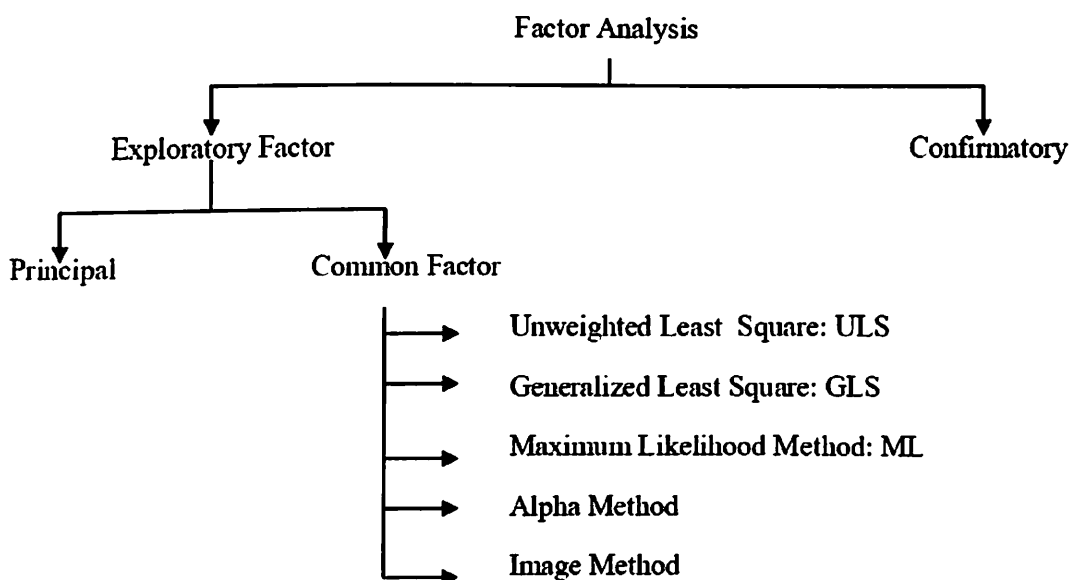 Factor Analysis
Exploratory Factor
Confirmatory
Principal
Common Factor
Unweighted Least Square: ULS
Generalized Least Square: GLS
Maximum Likelihood Method: ML
Alpha Method
Image Method